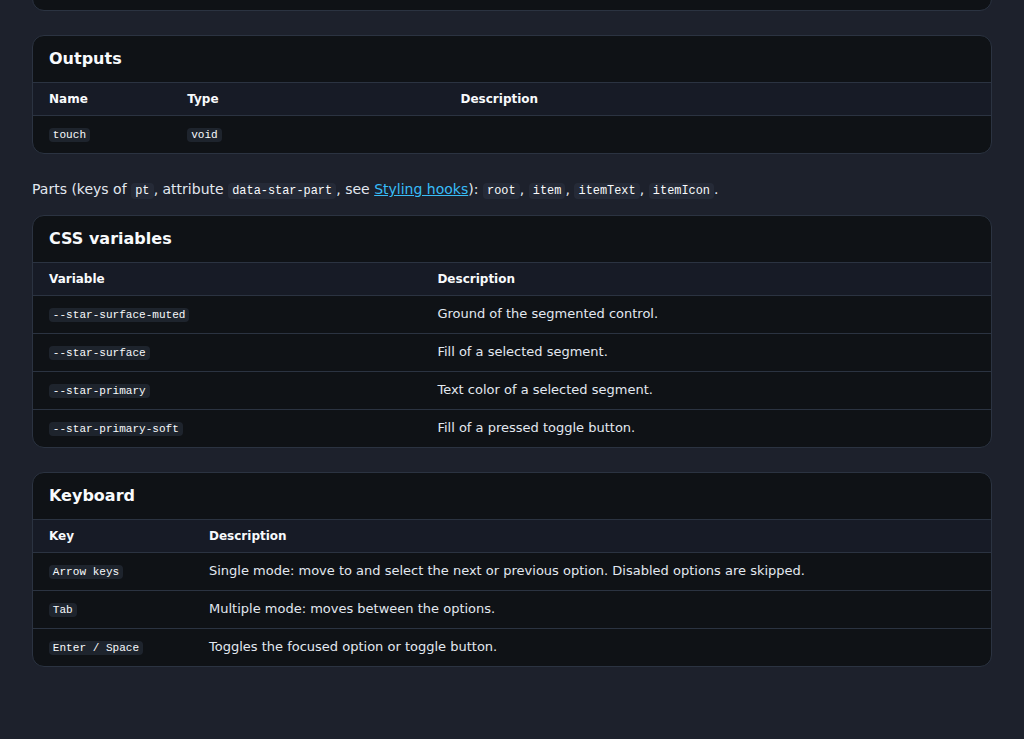 Outputs
Name Type Description
touch void
Parts (keys of pt, attribute data-star-part, see Styling hooks): root, item, itemText, itemIcon.
CSS variables
Variable Description
--star-surface-muted Ground of the segmented control.
--star-surface Fill of a selected segment.
--star-primary Text color of a selected segment.
--star-primary-soft Fill of a pressed toggle button.
Keyboard
Key Description
Arrow keys Single mode: move to and select the next or previous option. Disabled options are skipped.
Tab Multiple mode: moves between the options.
Enter / Space Toggles the focused option or toggle button.